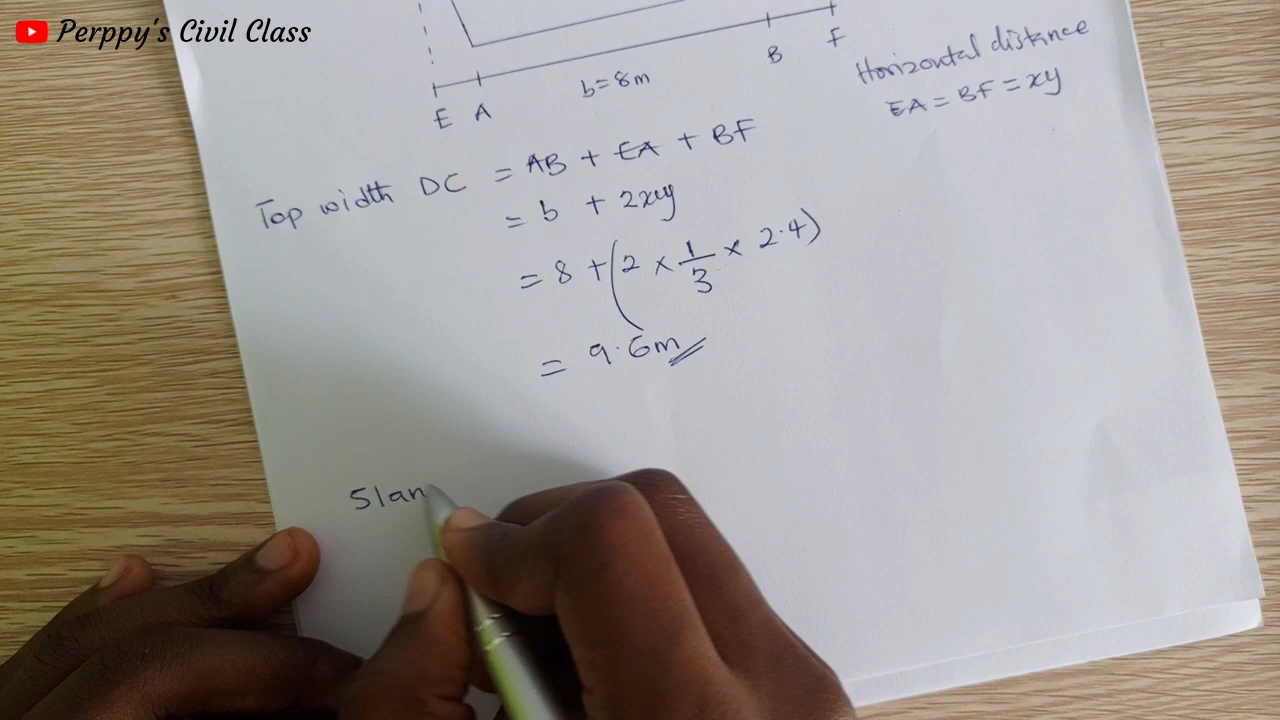 Perppy's Civil Class
E A b=8m B F
Horizontal distance
EA = BF = xy
Top width DC = AB + EA + BF
= b + 2xy
= 8 + (2 × 1/3 × 2.4)
= 9.6m
Slan